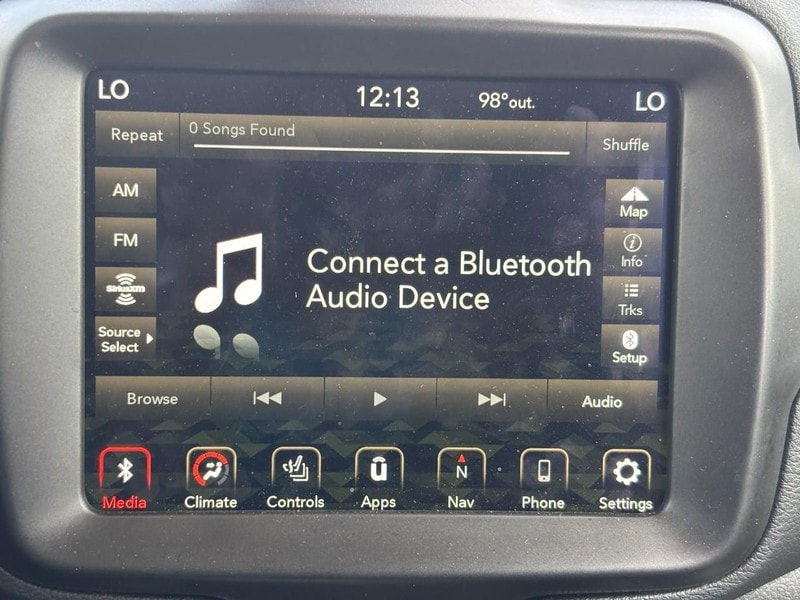 LO
12:13
98°out.
LO
Repeat
0 Songs Found
Shuffle
AM
FM
SiriusXM
Source
Select
Connect a Bluetooth
Audio Device
Map
Info
Trks
Setup
Browse
Audio
N
Media
Climate
Controls
Apps
Nav
Phone
Settings